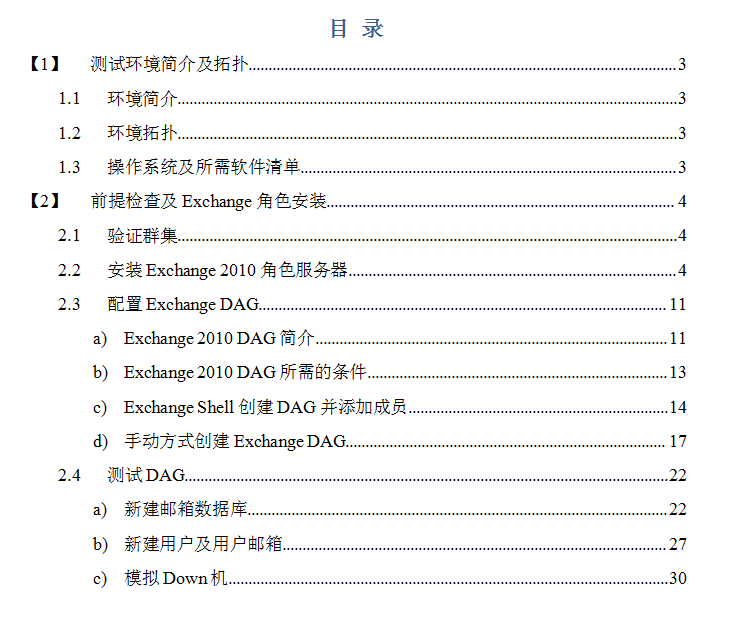 目 录
【1】 测试环境简介及拓扑 3
1.1 环境简介 3
1.2 环境拓扑 3
1.3 操作系统及所需软件清单 3
【2】 前提检查及 Exchange 角色安装 4
2.1 验证群集 4
2.2 安装 Exchange 2010 角色服务器 4
2.3 配置 Exchange DAG 11
a) Exchange 2010 DAG 简介 11
b) Exchange 2010 DAG 所需的条件 13
c) Exchange Shell 创建 DAG 并添加成员 14
d) 手动方式创建 Exchange DAG 17
2.4 测试 DAG 22
a) 新建邮箱数据库 22
b) 新建用户及用户邮箱 27
c) 模拟 Down 机 30